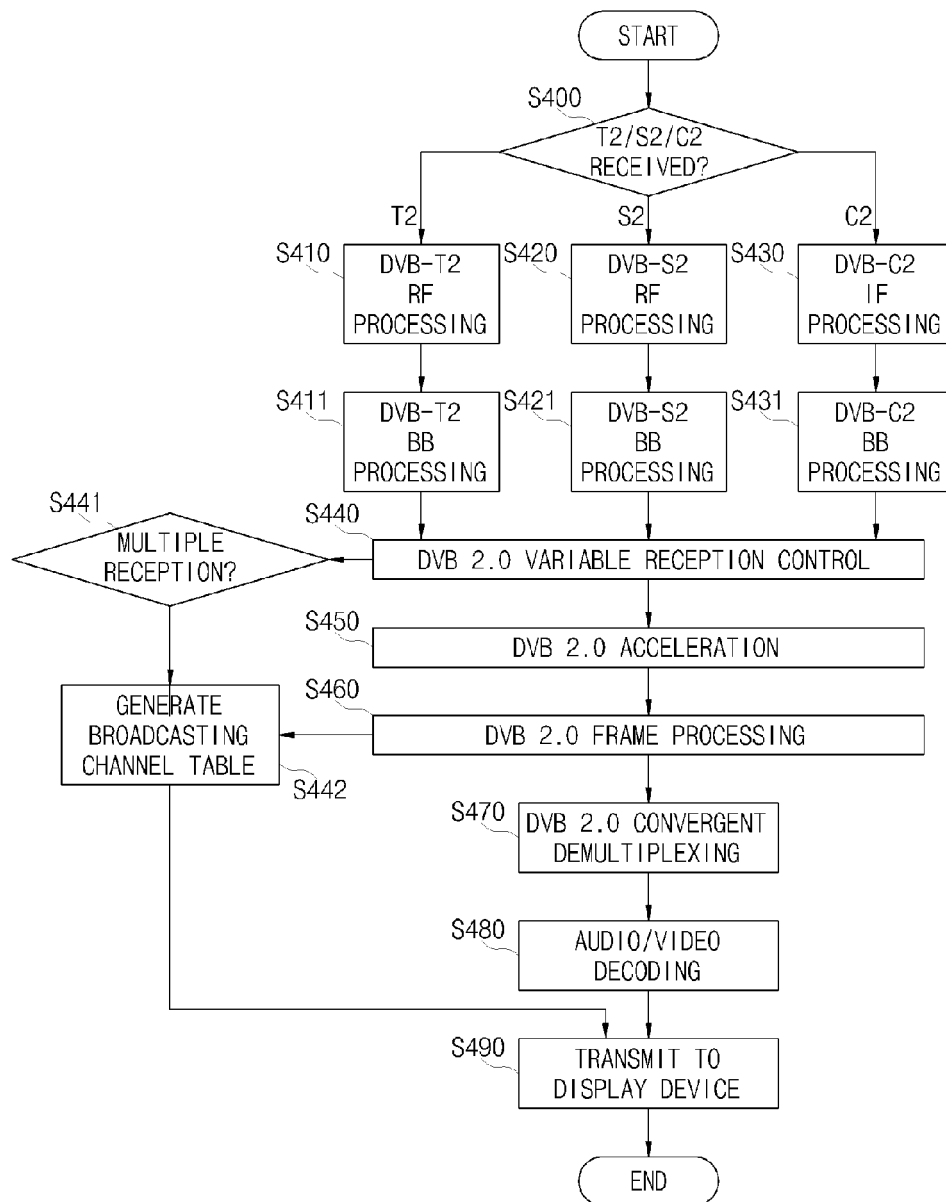 START
S400
T2/S2/C2
RECEIVED?
T2
S2
C2
S410
DVB-T2
RF
PROCESSING
S420
DVB-S2
RF
PROCESSING
S430
DVB-C2
IF
PROCESSING
S411
DVB-T2
BB
PROCESSING
S421
DVB-S2
BB
PROCESSING
S431
DVB-C2
BB
PROCESSING
S441
MULTIPLE
RECEPTION?
S440
DVB 2.0 VARIABLE RECEPTION CONTROL
S450
DVB 2.0 ACCELERATION
S460
DVB 2.0 FRAME PROCESSING
GENERATE
BROADCASTING
CHANNEL TABLE
S442
S470
DVB 2.0 CONVERGENT
DEMULTIPLEXING
S480
AUDIO/VIDEO
DECODING
S490
TRANSMIT TO
DISPLAY DEVICE
END